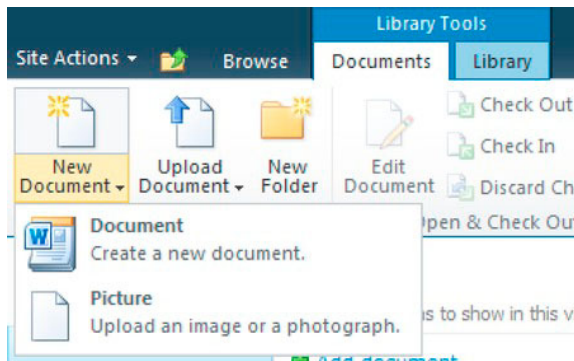 Library Tools
Site Actions Browse Documents Library
New Document Upload Document New Folder Edit Document
Check Out
Check In
Discard Ch
pen & Check Ou
Document
Create a new document.
Picture
Upload an image or a photograph.
to show in this v
Add document